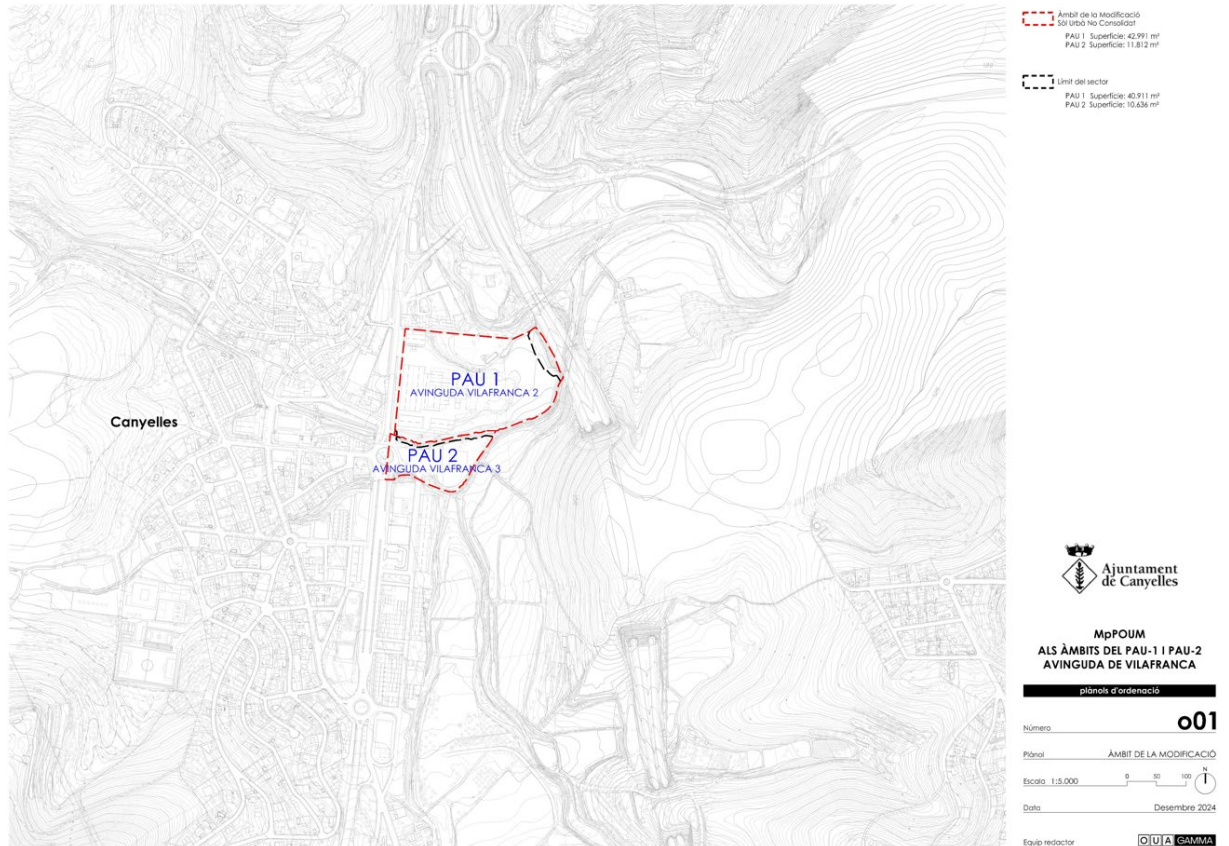 Àmbit de la Modificació
Sòl Urbà No Consolidat
PAU 1 Superfície: 42.991 m²
PAU 2 Superfície: 11.812 m²
Límit del sector
PAU 1 Superfície: 40.911 m²
PAU 2 Superfície: 10.636 m²
PAU 1
AVINGUDA VILAFRANCA 2
Canyelles
PAU 2
AVINGUDA VILAFRANCA 3
Ajuntament
de Canyelles
MpPOUM
ALS ÀMBITS DEL PAU-1 I PAU-2
AVINGUDA DE VILAFRANCA
plànols d'ordenació
Número o01
Plànol ÀMBIT DE LA MODIFICACIÓ
Escala 1:5.000 0 50 100 N
Data Desembre 2024
Equip redactor OUA GAMMA